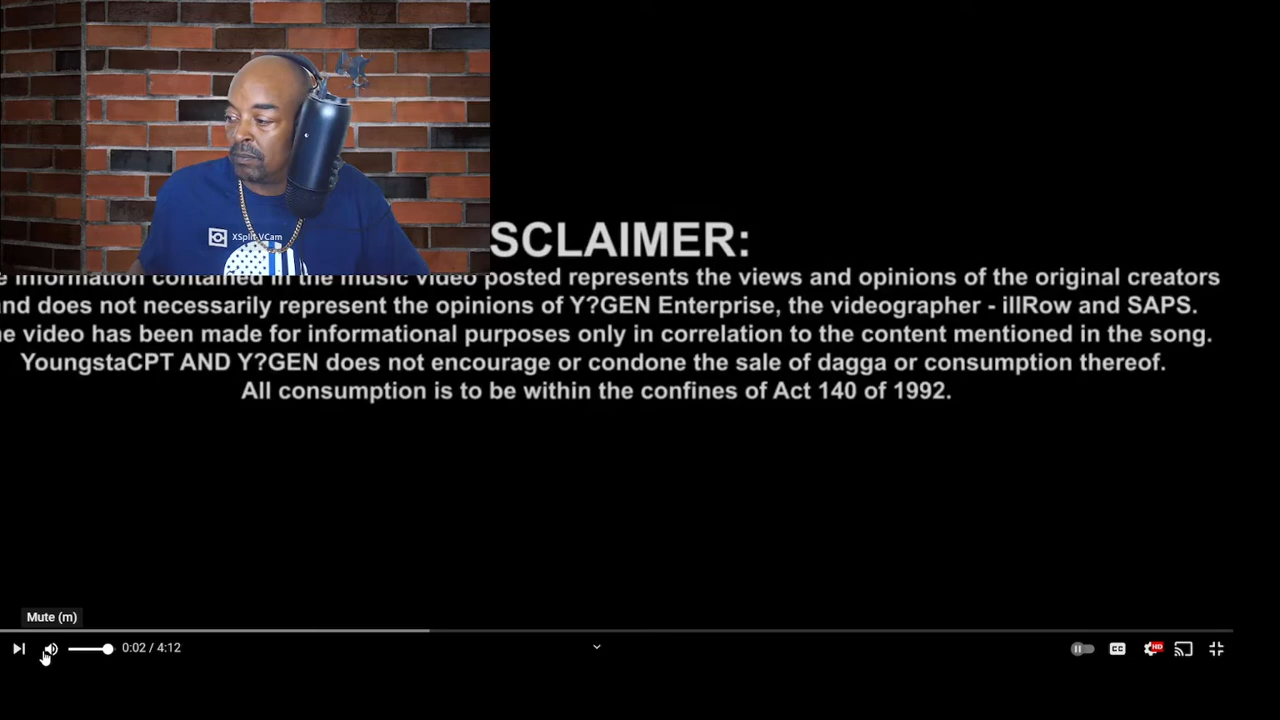 XSplit VCam
SCLAIMER:
e information contained in the music video posted represents the views and opinions of the original creators
and does not necessarily represent the opinions of Y?GEN Enterprise, the videographer - illRow and SAPS.
he video has been made for informational purposes only in correlation to the content mentioned in the song.
YoungstaCPT AND Y?GEN does not encourage or condone the sale of dagga or consumption thereof.
All consumption is to be within the confines of Act 140 of 1992.
Mute (m)
0:02 / 4:12
CC
HD